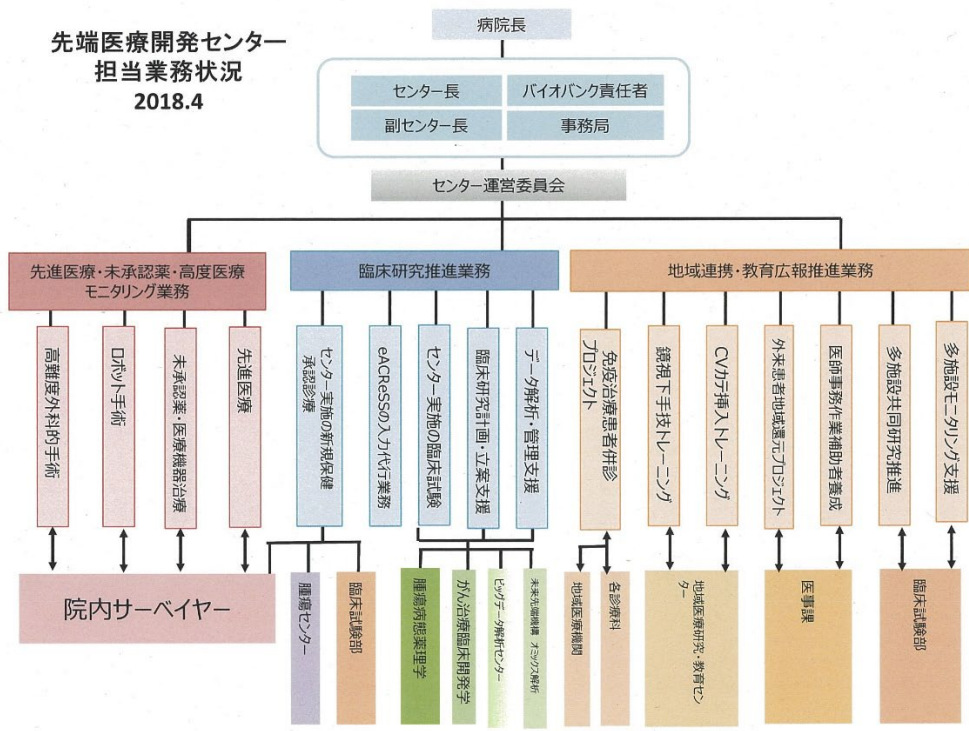 先端医療開発センター
担当業務状況
2018.4
病院長
センター長
バイオバンク責任者
副センター長
事務局
センター運営委員会
先進医療・未承認薬・高度医療
モニタリング業務
臨床研究推進業務
地域連携・教育広報推進業務
高難度外科的手術
ロボット手術
未承認薬・医療機器治療
先進医療
センター実施の新規保健
承認診療
eACReSSの入力代行業務
センター実施の臨床試験
臨床研究計画・立案支援
データ解析・管理支援
免疫治療患者併診
プロジェクト
鏡視下手技トレーニング
CVカテ挿入トレーニング
外来患者地域還元プロジェクト
医師事務作業補助者養成
多施設共同研究推進
多施設モニタリング支援
院内サーベイヤー
腫瘍センター
臨床試験部
腫瘍病態薬理学
がん治療臨床開発学
ビッグデータ解析センター
未来先端機構 オミックス解析
地域医療機関
各診療科
地域医療研究・教育セン
ター
医事課
臨床試験部